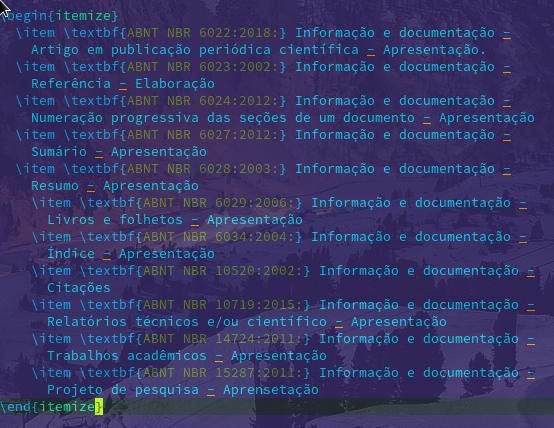 \begin{itemize}
\item \textbf{ABNT NBR 6022:2018:} Informação e documentação –
Artigo em publicação periódica científica – Apresentação.
\item \textbf{ABNT NBR 6023:2002:} Informação e documentação –
Referência – Elaboração
\item \textbf{ABNT NBR 6024:2012:} Informação e documentação –
Numeração progressiva das seções de um documento – Apresentação
\item \textbf{ABNT NBR 6027:2012:} Informação e documentação –
Sumário – Apresentação
\item \textbf{ABNT NBR 6028:2003:} Informação e documentação –
Resumo – Apresentação
\item \textbf{ABNT NBR 6029:2006:} Informação e documentação –
Livros e folhetos – Apresentação
\item \textbf{ABNT NBR 6034:2004:} Informação e documentação –
Índice – Apresentação
\item \textbf{ABNT NBR 10520:2002:} Informação e documentação –
Citações
\item \textbf{ABNT NBR 10719:2015:} Informação e documentação –
Relatórios técnicos e/ou científico – Apresentação
\item \textbf{ABNT NBR 14724:2011:} Informação e documentação –
Trabalhos acadêmicos – Apresentação
\item \textbf{ABNT NBR 15287:2011:} Informação e documentação –
Projeto de pesquisa – Aprensetação
\end{itemize}